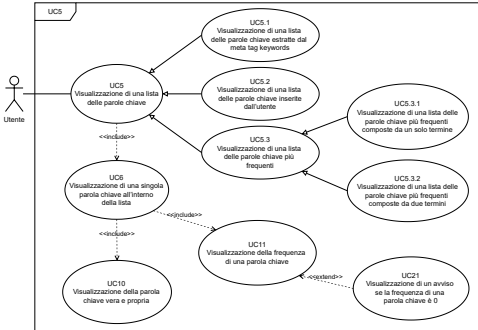 UC5
UC5.1
Visualizzazione di una lista
delle parole chiave estratte dal
meta tag keywords
UC5
Visualizzazione di una lista
delle parole chiave
Utente
UC5.2
Visualizzazione di una lista
delle parole chiave inserite
dall'utente
UC5.3
Visualizzazione di una lista
delle parole chiave più
frequenti
UC5.3.1
Visualizzazione di una lista delle
parole chiave più frequenti
composte da un solo termine
UC5.3.2
Visualizzazione di una lista delle
parole chiave più frequenti
composte da due termini
<<include>>
UC6
Visualizzazione di una singola
parola chiave all'interno
della lista
<<include>>
<<include>>
UC11
Visualizzazione della frequenza
di una parola chiave
UC10
Visualizzazione della parola
chiave vera e propria
<<extend>>
UC21
Visualizzazione di un avviso
se la frequenza di una
parola chiave è 0